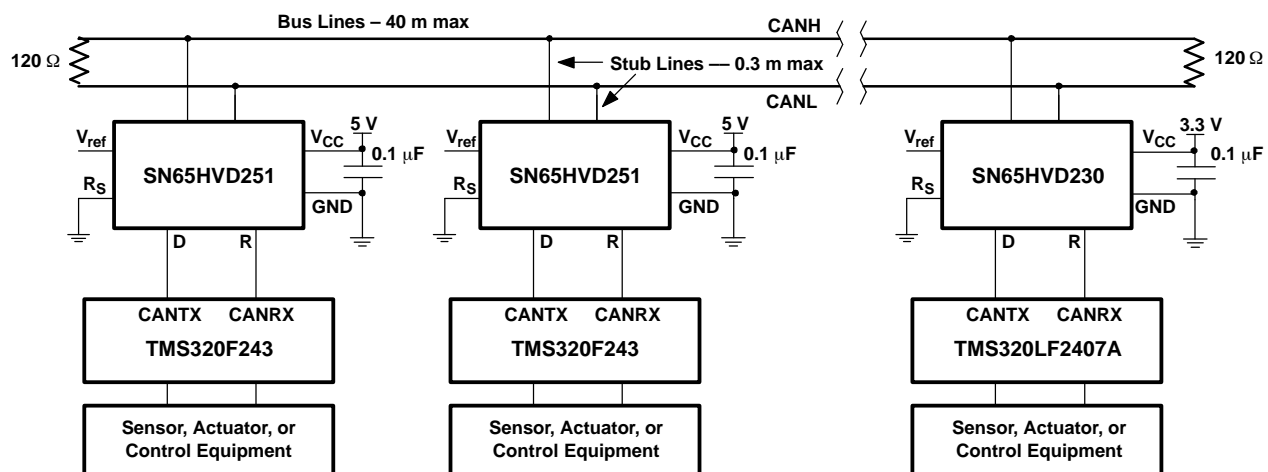 Bus Lines – 40 m max
CANH
120 Ω
120 Ω
Stub Lines –– 0.3 m max
CANL
Vref
VCC
5 V
0.1 μF
SN65HVD251
RS
GND
D
R
Vref
VCC
5 V
0.1 μF
SN65HVD251
RS
GND
D
R
Vref
VCC
3.3 V
0.1 μF
SN65HVD230
RS
GND
D
R
CANTX
CANRX
TMS320F243
CANTX
CANRX
TMS320F243
CANTX
CANRX
TMS320LF2407A
Sensor, Actuator, or
Control Equipment
Sensor, Actuator, or
Control Equipment
Sensor, Actuator, or
Control Equipment